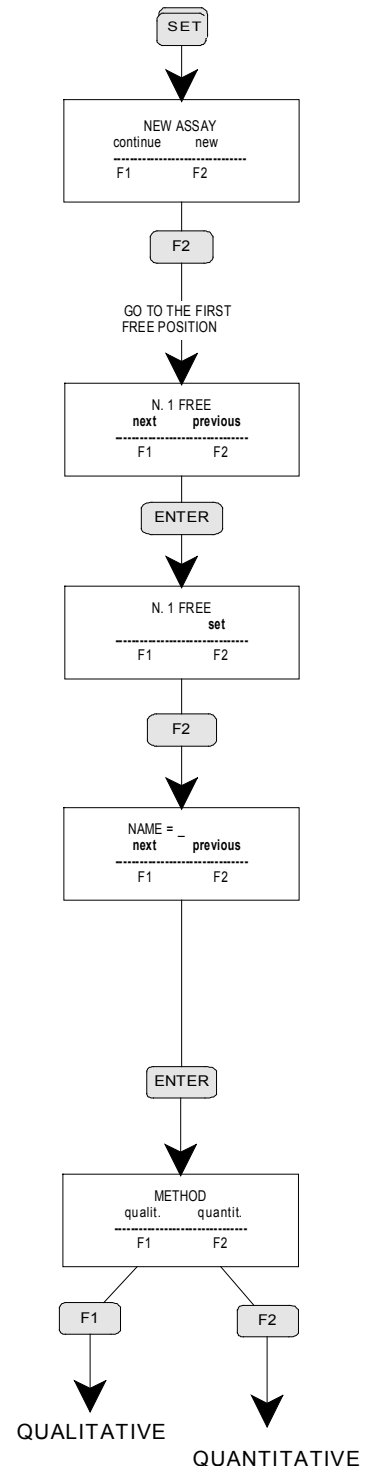 SET
NEW ASSAY
continue new
---------------------------------
F1 F2
F2
GO TO THE FIRST
FREE POSITION
N. 1 FREE
next previous
---------------------------------
F1 F2
ENTER
N. 1 FREE
set
---------------------------------
F1 F2
F2
NAME = _
next previous
---------------------------------
F1 F2
ENTER
METHOD
qualit. quantit.
---------------------------------
F1 F2
F1 F2
QUALITATIVE
QUANTITATIVE